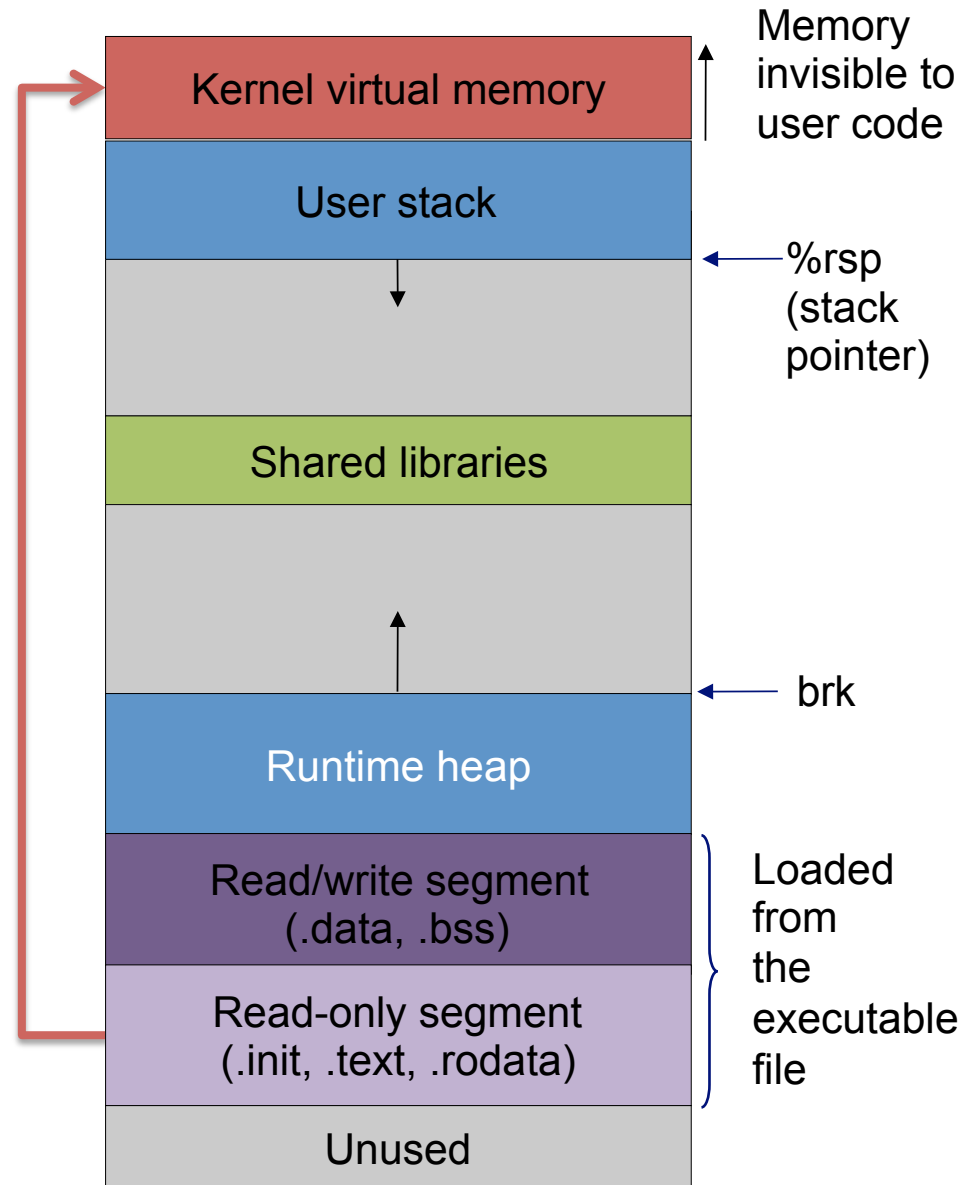 Memory
invisible to
user code
Kernel virtual memory
User stack
%rsp
(stack
pointer)
Shared libraries
brk
Runtime heap
Read/write segment
(.data, .bss)
Loaded
from
the
executable
file
Read-only segment
(.init, .text, .rodata)
Unused